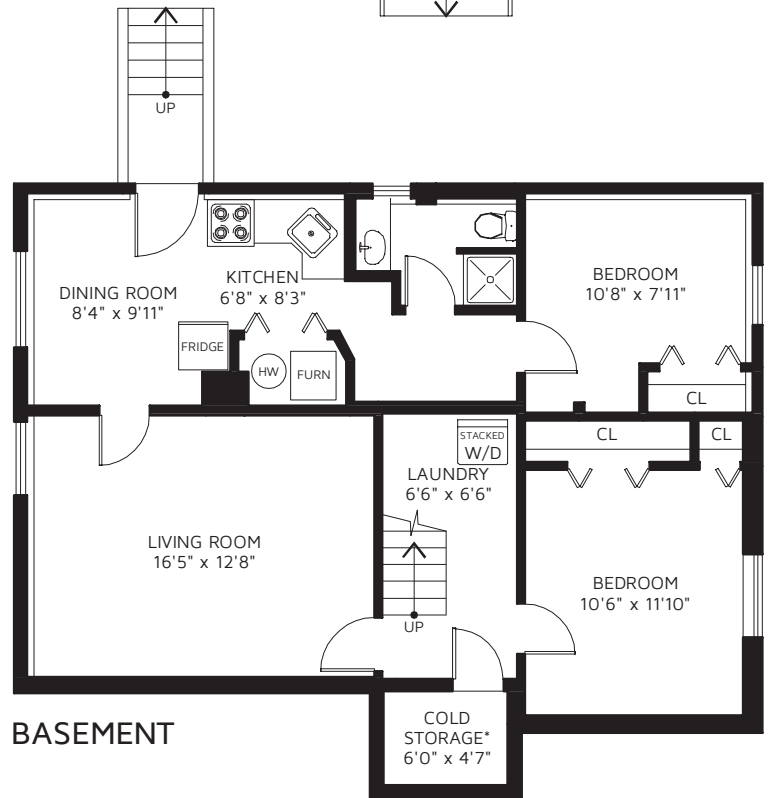 UP
DINING ROOM
8'4" x 9'11"
KITCHEN
6'8" x 8'3"
FRIDGE
HW
FURN
BEDROOM
10'8" x 7'11"
CL
CL
CL
STACKED
W/D
LAUNDRY
6'6" x 6'6"
LIVING ROOM
16'5" x 12'8"
UP
BEDROOM
10'6" x 11'10"
COLD
STORAGE*
6'0" x 4'7"
BASEMENT